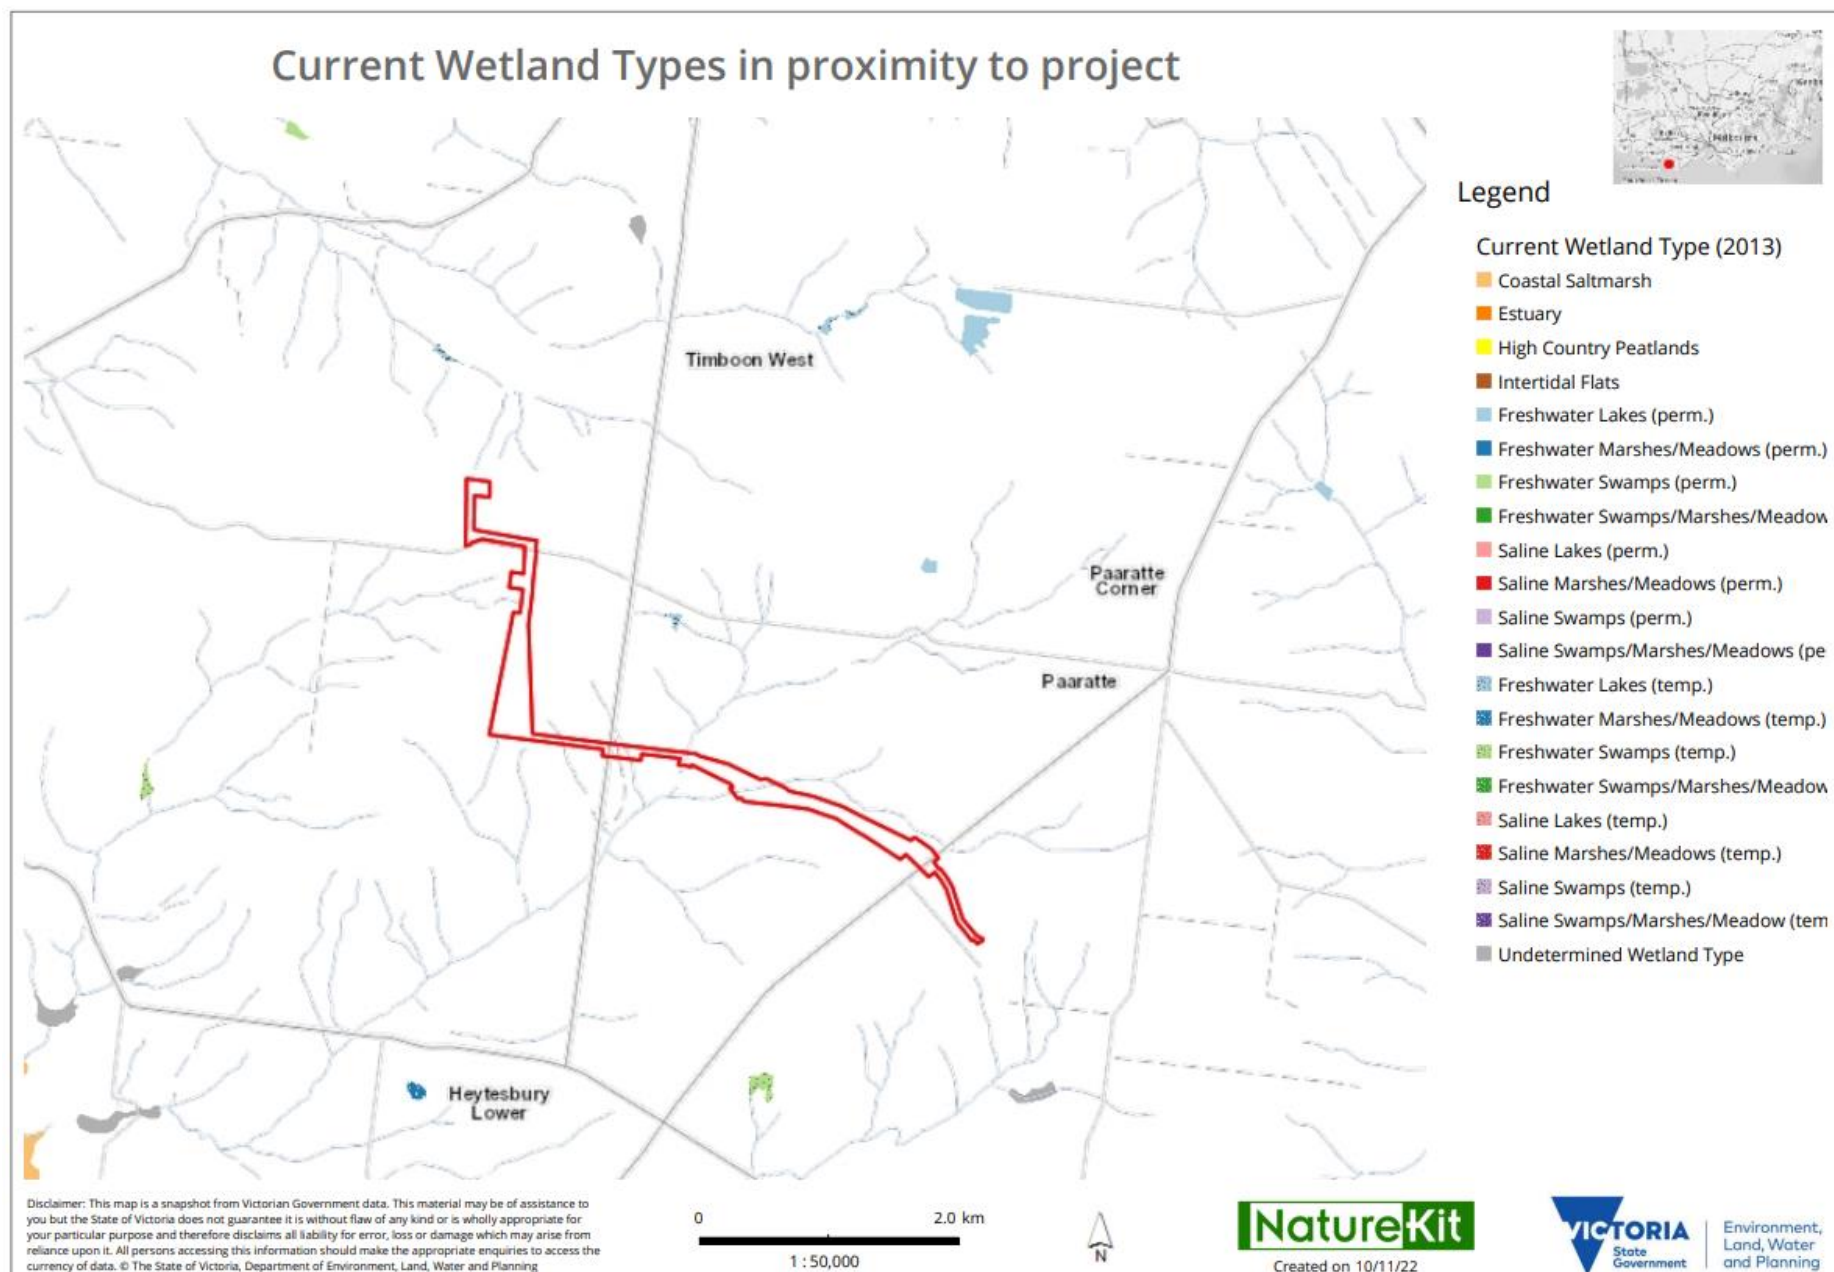 Current Wetland Types in proximity to project
Timboon West
Paaratte
Corner
Paaratte
Heytesbury
Lower
Legend
Current Wetland Type (2013)
Coastal Saltmarsh
Estuary
High Country Peatlands
Intertidal Flats
Freshwater Lakes (perm.)
Freshwater Marshes/Meadows (perm.)
Freshwater Swamps (perm.)
Freshwater Swamps/Marshes/Meadow
Saline Lakes (perm.)
Saline Marshes/Meadows (perm.)
Saline Swamps (perm.)
Saline Swamps/Marshes/Meadows (pe
Freshwater Lakes (temp.)
Freshwater Marshes/Meadows (temp.)
Freshwater Swamps (temp.)
Freshwater Swamps/Marshes/Meadow
Saline Lakes (temp.)
Saline Marshes/Meadows (temp.)
Saline Swamps (temp.)
Saline Swamps/Marshes/Meadow (tem
Undetermined Wetland Type
Disclaimer: This map is a snapshot from Victorian Government data. This material may be of assistance to
you but the State of Victoria does not guarantee it is without flaw of any kind or is wholly appropriate for
your particular purpose and therefore disclaims all liability for error, loss or damage which may arise from
reliance upon it. All persons accessing this information should make the appropriate enquiries to access the
currency of data. © The State of Victoria, Department of Environment, Land, Water and Planning
0 2.0 km
1 : 50,000
N
NatureKit
Created on 10/11/22
VICTORIA
State
Government
Environment,
Land, Water
and Planning